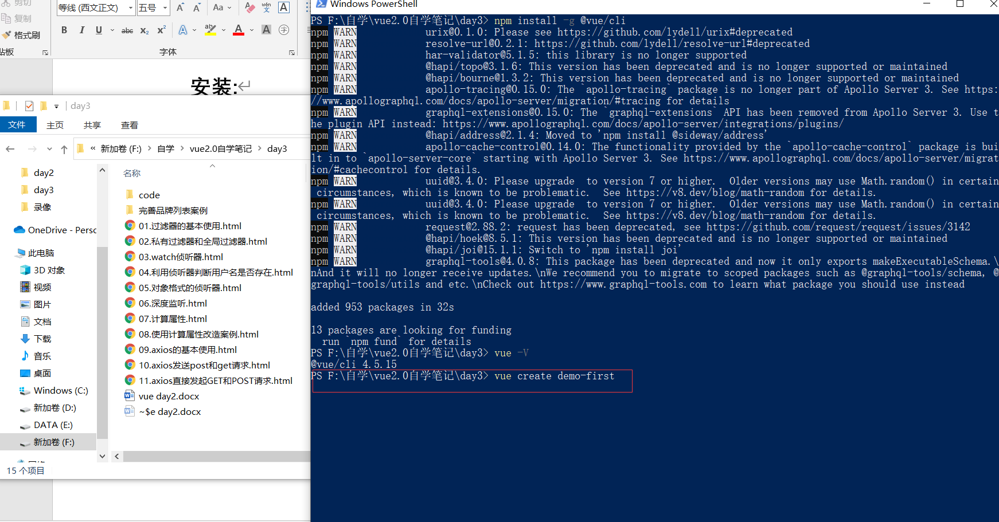 剪切
复制
格式刷
贴板
等线 (西文正文)
五号
A A Aa A wén 文 A
B I U abc x₂ x² A ab A A 字
字体
安装:
day3
文件 主页 共享 查看
« 新加卷 (F:) > 自学 > vue2.0自学笔记 > day3
day2
day3
录像
OneDrive - Perso
此电脑
3D 对象
视频
图片
文档
下载
音乐
桌面
Windows (C:)
新加卷 (D:)
DATA (E:)
新加卷 (F:)
网络
名称
code
完善品牌列表案例
01.过滤器的基本使用.html
02.私有过滤器和全局过滤器.html
03.watch侦听器.html
04.利用侦听器判断用户名是否存在.html
05.对象格式的侦听器.html
06.深度监听.html
07.计算属性.html
08.使用计算属性改造案例.html
09.axios的基本使用.html
10.axios发送post和get请求.html
11.axios直接发起GET和POST请求.html
vue day2.docx
~$e day2.docx
15 个项目
Windows PowerShell
PS F:\自学\vue2.0自学笔记\day3> npm install -g @vue/cli
npm WARN urix@0.1.0: Please see https://github.com/lydell/urix#deprecated
npm WARN resolve-url@0.2.1: https://github.com/lydell/resolve-url#deprecated
npm WARN har-validator@5.1.5: this library is no longer supported
npm WARN @hapi/topo@3.1.6: This version has been deprecated and is no longer supported or maintained
npm WARN @hapi/bourne@1.3.2: This version has been deprecated and is no longer supported or maintained
npm WARN apollo-tracing@0.15.0: The `apollo-tracing` package is no longer part of Apollo Server 3. See https:
//www.apollographql.com/docs/apollo-server/migration/#tracing for details
npm WARN graphql-extensions@0.15.0: The `graphql-extensions` API has been removed from Apollo Server 3. Use t
he plugin API instead: https://www.apollographql.com/docs/apollo-server/integrations/plugins/
npm WARN @hapi/address@2.1.4: Moved to 'npm install @sideway/address'
npm WARN apollo-cache-control@0.14.0: The functionality provided by the `apollo-cache-control` package is bui
lt in to `apollo-server-core` starting with Apollo Server 3. See https://www.apollographql.com/docs/apollo-server/migrat
ion/#cachecontrol for details.
npm WARN uuid@3.4.0: Please upgrade  to version 7 or higher.  Older versions may use Math.random() in certain
 circumstances, which is known to be problematic.  See https://v8.dev/blog/math-random for details.
npm WARN uuid@3.4.0: Please upgrade  to version 7 or higher.  Older versions may use Math.random() in certain
 circumstances, which is known to be problematic.  See https://v8.dev/blog/math-random for details.
npm WARN request@2.88.2: request has been deprecated, see https://github.com/request/request/issues/3142
npm WARN @hapi/hoek@8.5.1: This version has been deprecated and is no longer supported or maintained
npm WARN @hapi/joi@15.1.1: Switch to 'npm install joi'
npm WARN graphql-tools@4.0.8: This package has been deprecated and now it only exports makeExecutableSchema.\
nAnd it will no longer receive updates.\nWe recommend you to migrate to scoped packages such as @graphql-tools/schema, @
graphql-tools/utils and etc.\nCheck out https://www.graphql-tools.com to learn what package you should use instead
added 953 packages in 32s
13 packages are looking for funding
  run `npm fund` for details
PS F:\自学\vue2.0自学笔记\day3> vue -V
@vue/cli 4.5.15
PS F:\自学\vue2.0自学笔记\day3> vue create demo-first